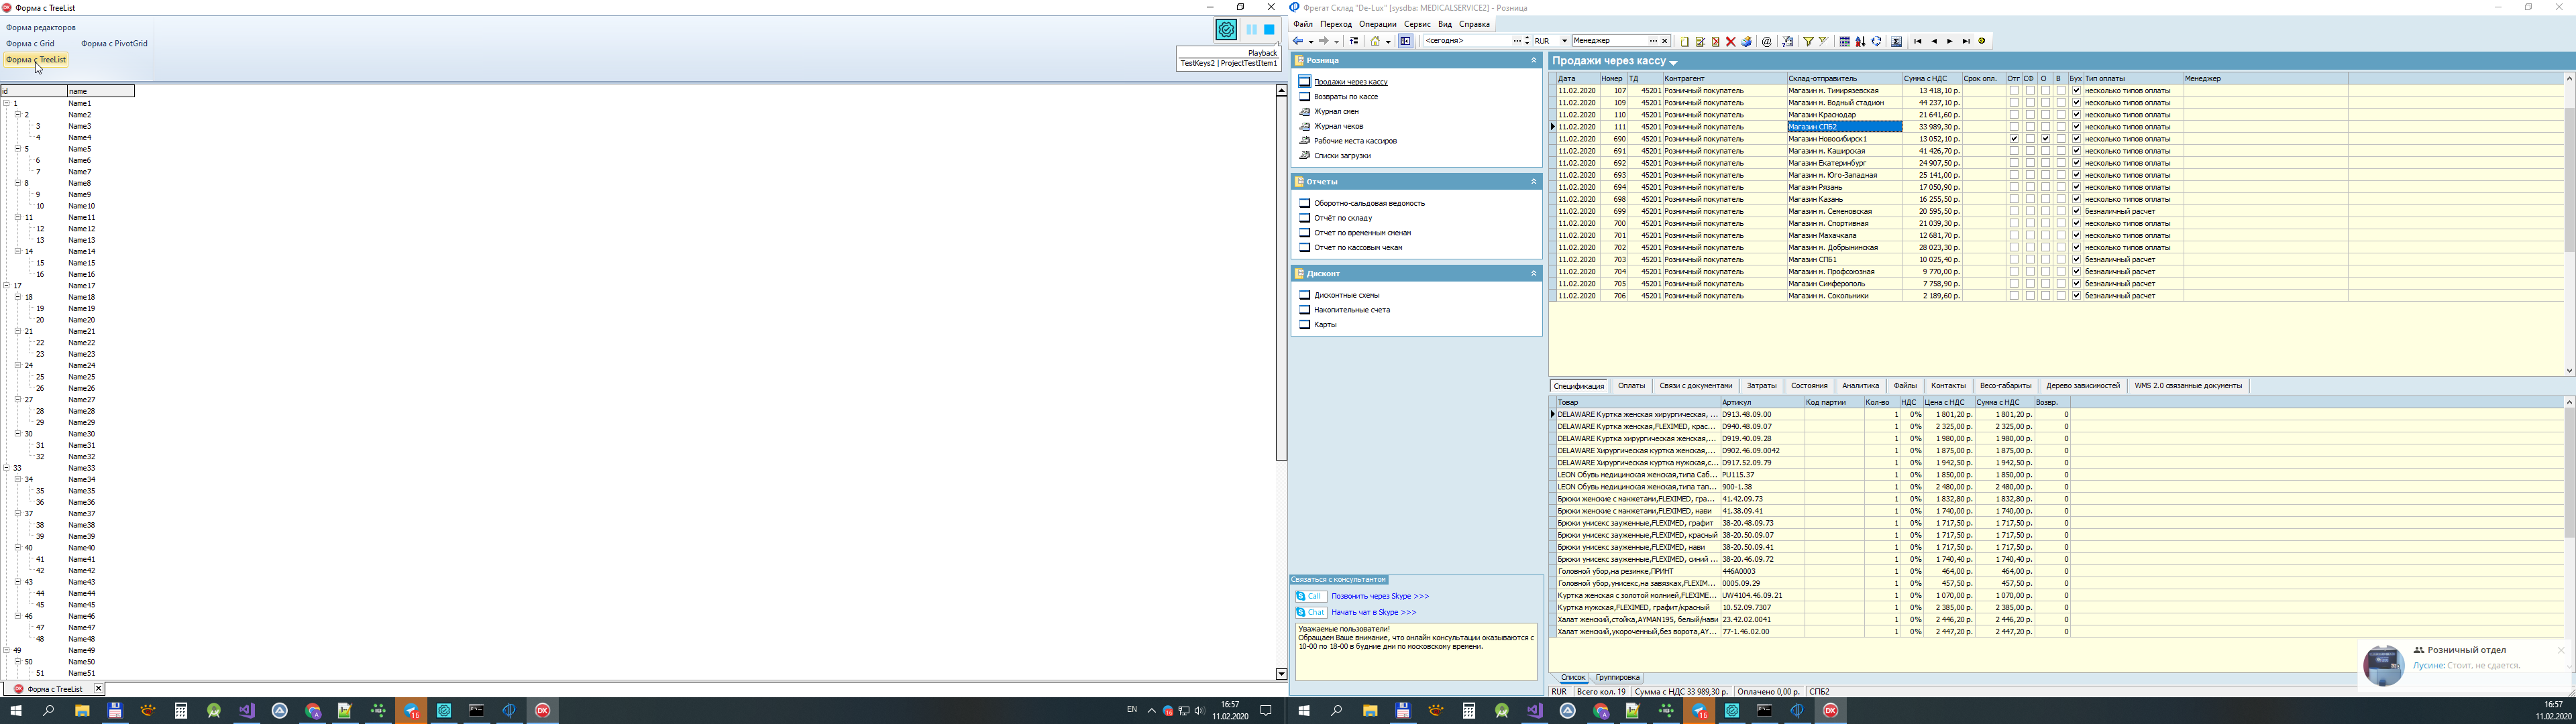 Форма с TreeList
Форма редакторов
Форма с Grid Форма с PivotGrid
Форма с TreeList
Playback
TestKeys2 | ProjectTestItem1
id name
1 Name1
2 Name2
3 Name3
4 Name4
5 Name5
6 Name6
7 Name7
8 Name8
9 Name9
10 Name10
11 Name11
12 Name12
13 Name13
14 Name14
15 Name15
16 Name16
17 Name17
18 Name18
19 Name19
20 Name20
21 Name21
22 Name22
23 Name23
24 Name24
25 Name25
26 Name26
27 Name27
28 Name28
29 Name29
30 Name30
31 Name31
32 Name32
33 Name33
34 Name34
35 Name35
36 Name36
37 Name37
38 Name38
39 Name39
40 Name40
41 Name41
42 Name42
43 Name43
44 Name44
45 Name45
46 Name46
47 Name47
48 Name48
49 Name49
50 Name50
51 Name51
Форма с TreeList
EN 16:57
11.02.2020
Фрегат Склад "De-Lux" [sysdba: MEDICALSERVICE2] - Розница
Файл Переход Операции Сервис Вид Справка
<сегодня> RUR Менеджер
Розница
Продажи через кассу
Возвраты по кассе
Журнал смен
Журнал чеков
Рабочие места кассиров
Списки загрузки
Отчеты
Оборотно-сальдовая ведомость
Отчёт по складу
Отчет по временным сменам
Отчет по кассовым чекам
Дисконт
Дисконтные схемы
Накопительные счета
Карты
Связаться с консультантом
Call Позвонить через Skype >>>
Chat Начать чат в Skype >>>
Уважаемые пользователи!
Обращаем Ваше внимание, что онлайн консультации оказываются с
10-00 по 18-00 в будние дни по московскому времени.
Продажи через кассу
Дата Номер ТД Контрагент Склад-отправитель Сумма с НДС Срок опл. Отг СФ О В Бух Тип оплаты Менеджер
11.02.2020 107 45201 Розничный покупатель Магазин м. Тимирязевская 13 418,10 р. несколько типов оплаты
11.02.2020 109 45201 Розничный покупатель Магазин м. Водный стадион 44 237,10 р. несколько типов оплаты
11.02.2020 110 45201 Розничный покупатель Магазин Краснодар 21 641,60 р. несколько типов оплаты
11.02.2020 111 45201 Розничный покупатель Магазин СПБ2 33 989,30 р. несколько типов оплаты
11.02.2020 690 45201 Розничный покупатель Магазин Новосибирск1 13 052,10 р. несколько типов оплаты
11.02.2020 691 45201 Розничный покупатель Магазин м. Каширская 41 426,70 р. несколько типов оплаты
11.02.2020 692 45201 Розничный покупатель Магазин Екатеринбург 24 907,50 р. несколько типов оплаты
11.02.2020 693 45201 Розничный покупатель Магазин м. Юго-Западная 25 141,00 р. несколько типов оплаты
11.02.2020 694 45201 Розничный покупатель Магазин Рязань 17 050,90 р. несколько типов оплаты
11.02.2020 698 45201 Розничный покупатель Магазин Казань 16 255,50 р. несколько типов оплаты
11.02.2020 699 45201 Розничный покупатель Магазин м. Семеновская 20 595,50 р. безналичный расчет
11.02.2020 700 45201 Розничный покупатель Магазин м. Спортивная 21 039,30 р. несколько типов оплаты
11.02.2020 701 45201 Розничный покупатель Магазин Махачкала 12 681,70 р. несколько типов оплаты
11.02.2020 702 45201 Розничный покупатель Магазин м. Добрынинская 28 023,30 р. несколько типов оплаты
11.02.2020 703 45201 Розничный покупатель Магазин СПБ1 10 025,40 р. безналичный расчет
11.02.2020 704 45201 Розничный покупатель Магазин м. Профсоюзная 9 770,00 р. безналичный расчет
11.02.2020 705 45201 Розничный покупатель Магазин Симферополь 7 758,90 р. безналичный расчет
11.02.2020 706 45201 Розничный покупатель Магазин м. Сокольники 2 189,60 р. безналичный расчет
Спецификация Оплаты Связи с документами Затраты Состояния Аналитика Файлы Контакты Весо-габариты Дерево зависимостей WMS 2.0 связанные документы
Товар Артикул Код партии Кол-во НДС Цена с НДС Сумма с НДС Возвр.
DELAWARE Куртка женская хирургическая, ... D913.48.09.00 1 0% 1 801,20 р. 1 801,20 р. 0
DELAWARE Куртка женская,FLEXIMED, крас... D940.48.09.07 1 0% 2 325,00 р. 2 325,00 р. 0
DELAWARE Куртка хирургическая женская,... D919.40.09.28 1 0% 1 980,00 р. 1 980,00 р. 0
DELAWARE Хирургическая куртка женская,... D902.46.09.0042 1 0% 1 875,00 р. 1 875,00 р. 0
DELAWARE Хирургическая куртка мужская,с... D917.52.09.79 1 0% 1 942,50 р. 1 942,50 р. 0
LEON Обувь медицинская женская,типа Саб... PU115.37 1 0% 1 850,00 р. 1 850,00 р. 0
LEON Обувь медицинская женская,типа тап... 900-1.38 1 0% 2 480,00 р. 2 480,00 р. 0
Брюки женские с манжетами,FLEXIMED, гра... 41.42.09.73 1 0% 1 832,80 р. 1 832,80 р. 0
Брюки женские с манжетами,FLEXIMED, нави 41.38.09.41 1 0% 1 740,00 р. 1 740,00 р. 0
Брюки унисекс зауженные,FLEXIMED, графит 38-20.48.09.73 1 0% 1 717,50 р. 1 717,50 р. 0
Брюки унисекс зауженные,FLEXIMED, красный 38-20.50.09.07 1 0% 1 717,50 р. 1 717,50 р. 0
Брюки унисекс зауженные,FLEXIMED, нави 38-20.50.09.41 1 0% 1 717,50 р. 1 717,50 р. 0
Брюки унисекс зауженные,FLEXIMED, синий ... 38-20.46.09.72 1 0% 1 740,40 р. 1 740,40 р. 0
Головной убор,на резинке,ПРИНТ 446A0003 1 0% 464,00 р. 464,00 р. 0
Головной убор,унисекс,на завязках,FLEXIM... 0005.09.29 1 0% 457,50 р. 457,50 р. 0
Куртка женская с золотой молнией,FLEXIME... UW4104.46.09.21 1 0% 1 070,00 р. 1 070,00 р. 0
Куртка мужская,FLEXIMED, графит/красный 10.52.09.7307 1 0% 2 385,00 р. 2 385,00 р. 0
Халат женский,стойка,AYMAN195, белый/нави 23.42.02.0041 1 0% 2 446,20 р. 2 446,20 р. 0
Халат женский,укороченный,без ворота,AY... 77-1.46.02.00 1 0% 2 447,20 р. 2 447,20 р. 0
Розничный отдел
Лусине: Стоит, не сдается.
Список Группировка
RUR Всего кол. 19 Сумма с НДС 33 989,30 р. Оплачено 0,00 р. СПБ2
16:57
11.02.2020